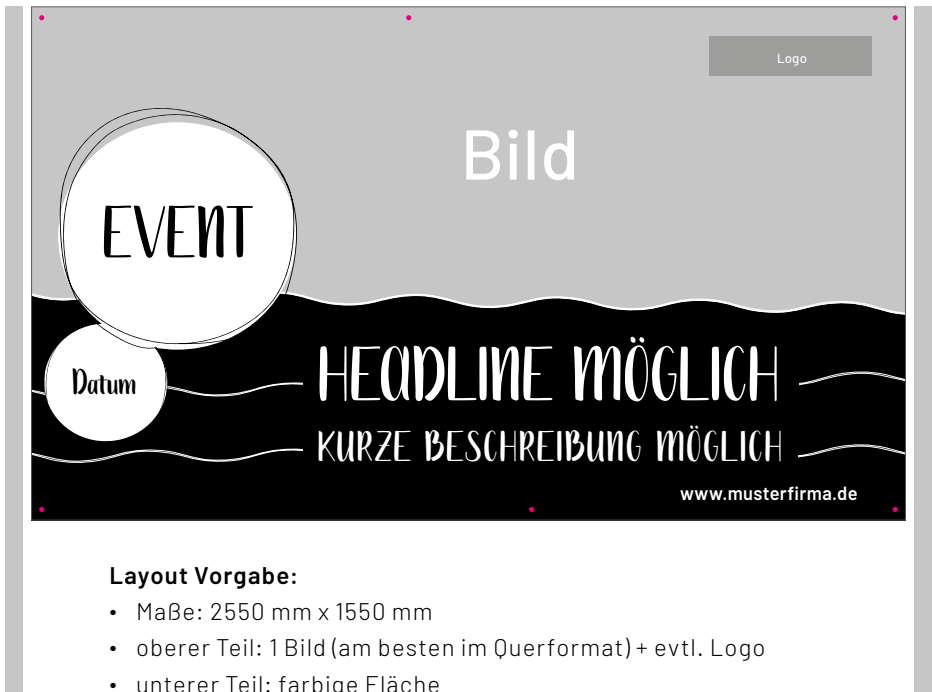 Logo
Bild
EVENT
Datum
HEADLINE MÖGLICH
KURZE BESCHREIBUNG MÖGLICH
www.musterfirma.de
Layout Vorgabe:
• Maße: 2550 mm x 1550 mm
• oberer Teil: 1 Bild (am besten im Querformat) + evtl. Logo
• unterer Teil: farbige Fläche